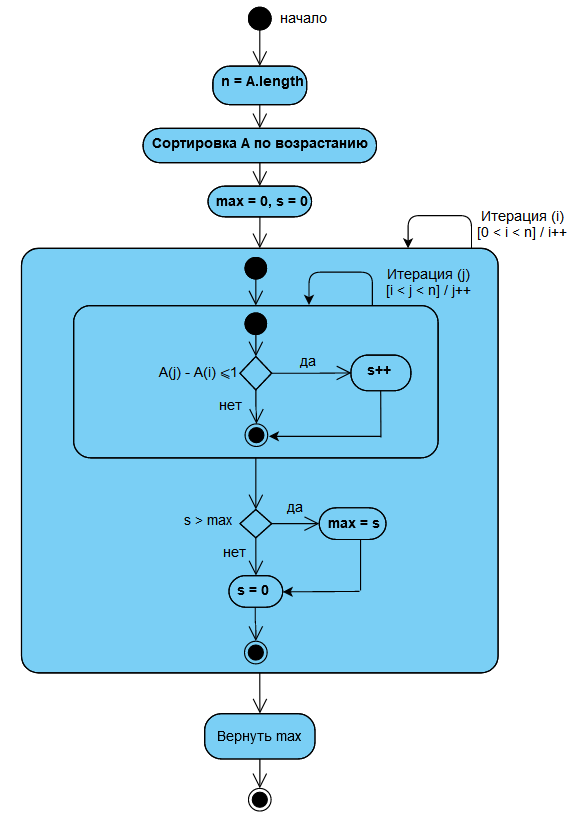 начало
n = A.length
Сортировка A по возрастанию
max = 0, s = 0
Итерация (i)
[0 < i < n] / i++
Итерация (j)
[i < j < n] / j++
A(j) - A(i) ⩽1
да
s++
нет
s > max
да
max = s
нет
s = 0
Вернуть max